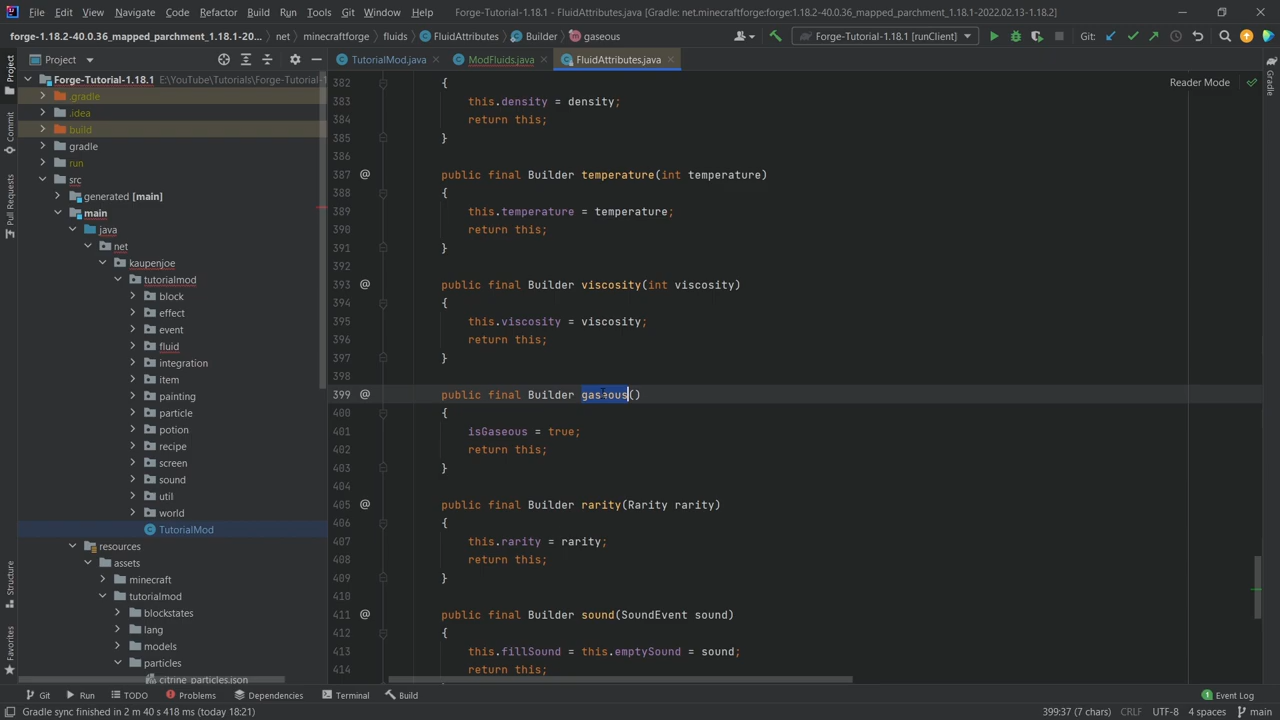 File Edit View Navigate Code Refactor Build Run Tools Git Window Help Forge-Tutorial-1.18.1 - FluidAttributes.java [Gradle: net.minecraftforge:forge:1.18.2-40.0.36_mapped_parchment_1.18.1-2022.02.13-1.18.2]
forge-1.18.2-40.0.36_mapped_parchment_1.18.1-20... net minecraftforge fluids FluidAttributes Builder gaseous Forge-Tutorial-1.18.1 [runClient] Git:
Project TutorialMod.java ModFluids.java FluidAttributes.java
Forge-Tutorial-1.18.1 E:\YouTube\Tutorials\Forge-Tutorial-1
.gradle
.idea
build
gradle
run
src
generated [main]
main
java
net
kaupenjoe
tutorialmod
block
effect
event
fluid
integration
item
painting
particle
potion
recipe
screen
sound
util
world
TutorialMod
resources
assets
minecraft
tutorialmod
blockstates
lang
models
particles
citrine_particles.json
Reader Mode
382 {
383 this.density = density;
384 return this;
385 }
386
387 @ public final Builder temperature(int temperature)
388 {
389 this.temperature = temperature;
390 return this;
391 }
392
393 @ public final Builder viscosity(int viscosity)
394 {
395 this.viscosity = viscosity;
396 return this;
397 }
398
399 @ public final Builder gaseous()
400 {
401 isGaseous = true;
402 return this;
403 }
404
405 @ public final Builder rarity(Rarity rarity)
406 {
407 this.rarity = rarity;
408 return this;
409 }
410
411 @ public final Builder sound(SoundEvent sound)
412 {
413 this.fillSound = this.emptySound = sound;
414 return this;
Project
Commit
Pull Requests
Structure
Favorites
Gradle
Git Run TODO Problems Dependencies Terminal Build Event Log
Gradle sync finished in 2 m 40 s 418 ms (today 18:21) 399:37 (7 chars) CRLF UTF-8 4 spaces main